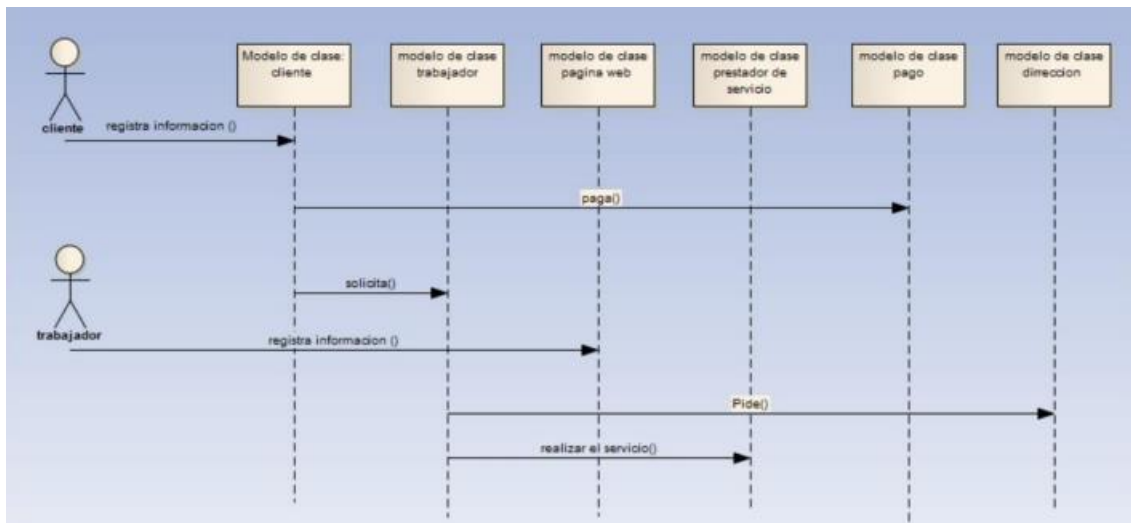 Modelo de clase:
cliente
modelo de clase
trabajador
modelo de clase
pagina web
modelo de clase
prestador de
servicio
modelo de clase
pago
modelo de clase
dirreccion
cliente
registra informacion ()
paga()
trabajador
solicita()
registra informacion ()
Pide()
realizar el servicio()